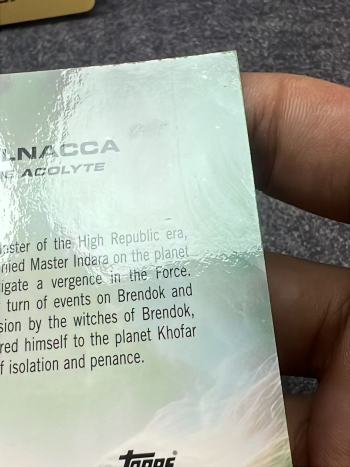 LNACCA
ACOLYTE
aster of the High Republic era,
nied Master Indara on the planet
igate a vergence in the Force.
turn of events on Brendok and
sion by the witches of Brendok,
red himself to the planet Khofar
f isolation and penance.
Topps